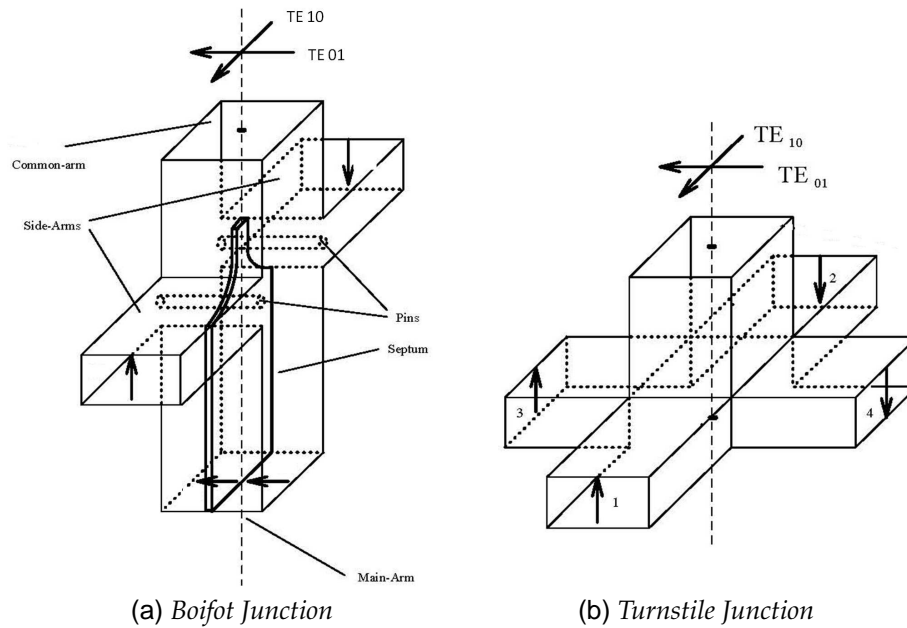 TE 10
TE 01
Common-arm
Side-Arms
Pins
Septum
Main-Arm
(a) Boifot Junction
TE 10
TE 01
2
3
4
1
(b) Turnstile Junction